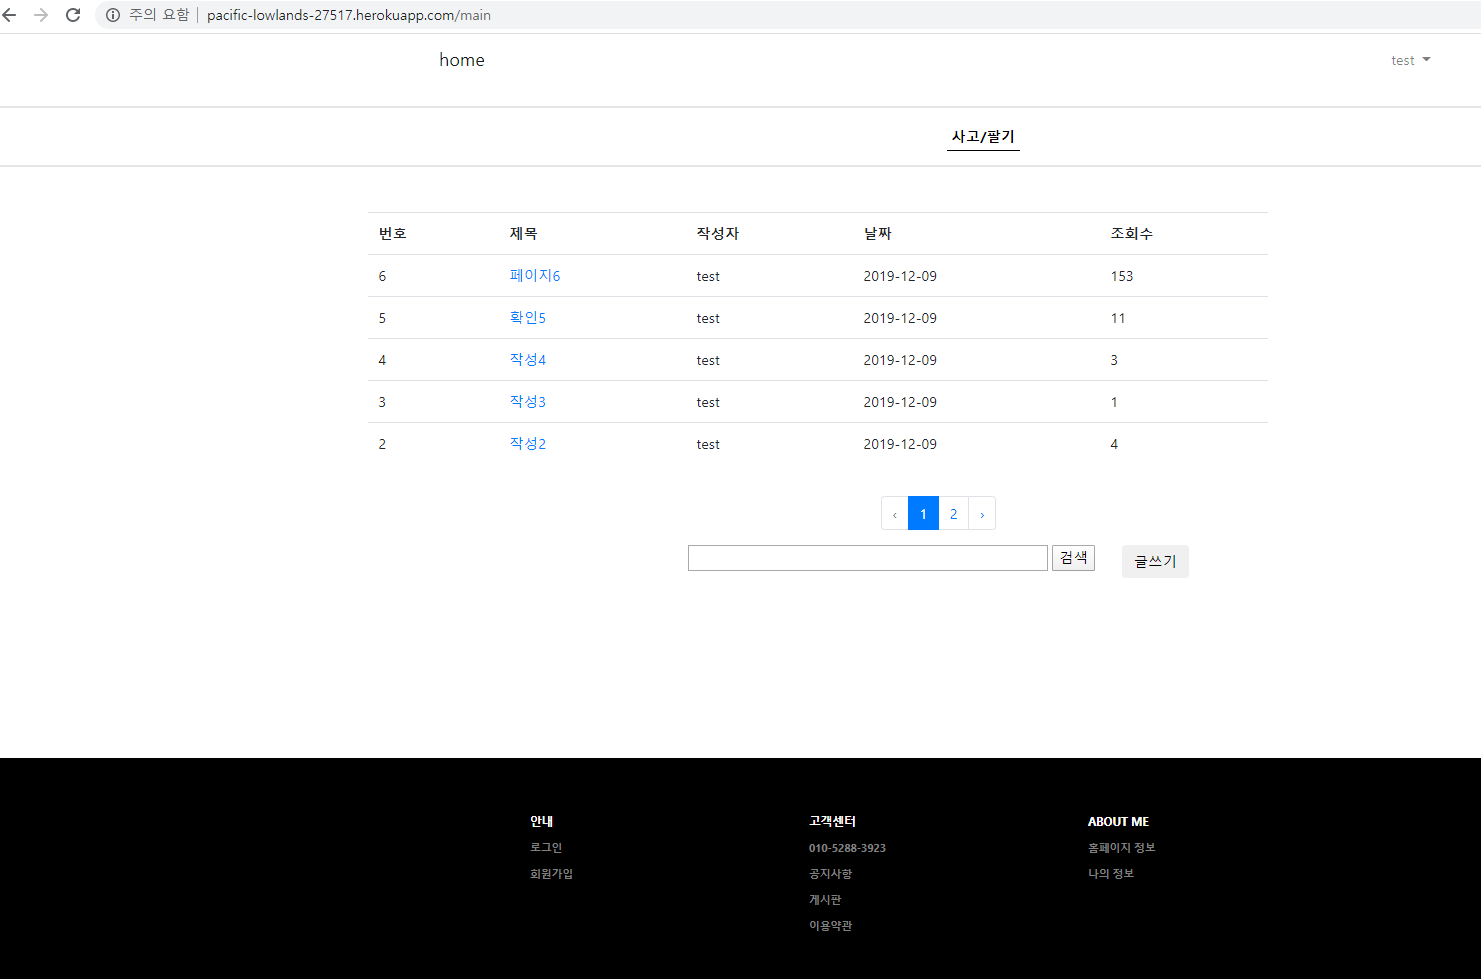 주의 요함 pacific-lowlands-27517.herokuapp.com/main
home test
사고/팔기
번호 제목 작성자 날짜 조회수
6 페이지6 test 2019-12-09 153
5 확인5 test 2019-12-09 11
4 작성4 test 2019-12-09 3
3 작성3 test 2019-12-09 1
2 작성2 test 2019-12-09 4
‹ 1 2 ›
검색 글쓰기
안내 고객센터 ABOUT ME
로그인 010-5288-3923 홈페이지 정보
회원가입 공지사항 나의 정보
게시판
이용약관